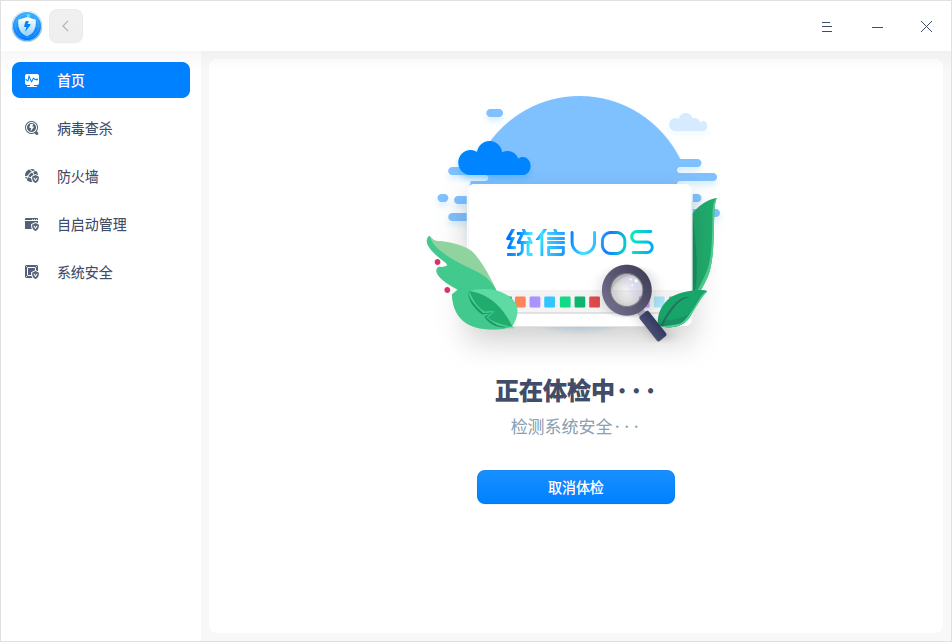 首页
病毒查杀
防火墙
自启动管理
系统安全
统信UOS
正在体检中···
检测系统安全···
取消体检